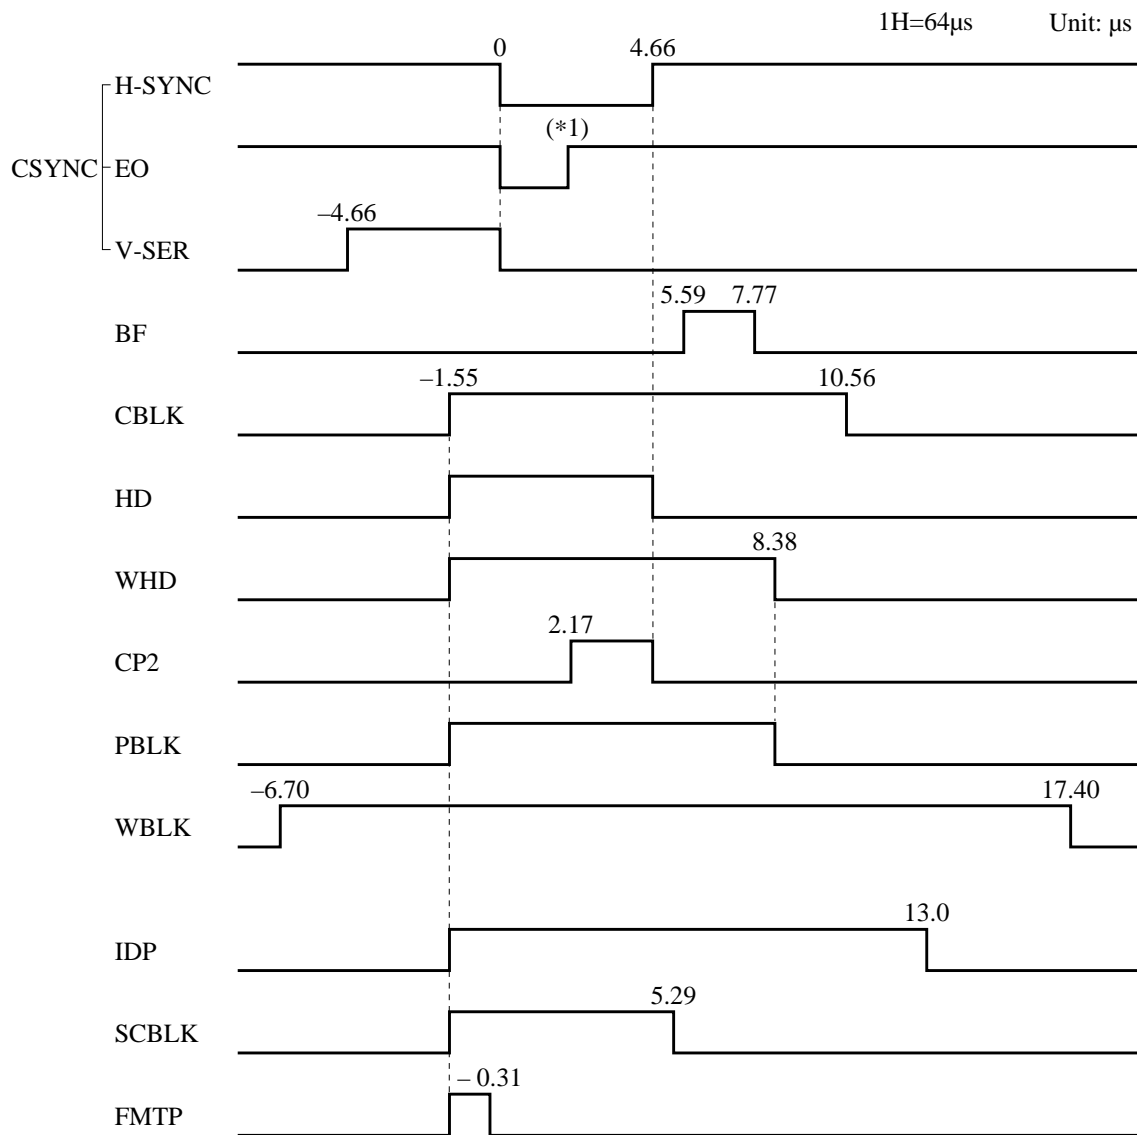 1H=64µs Unit: µs
0 4.66
H-SYNC
(*1)
CSYNC EO
–4.66
V-SER
5.59 7.77
BF
–1.55 10.56
CBLK
HD
8.38
WHD
2.17
CP2
PBLK
–6.70 17.40
WBLK
13.0
IDP
5.29
SCBLK
– 0.31
FMTP